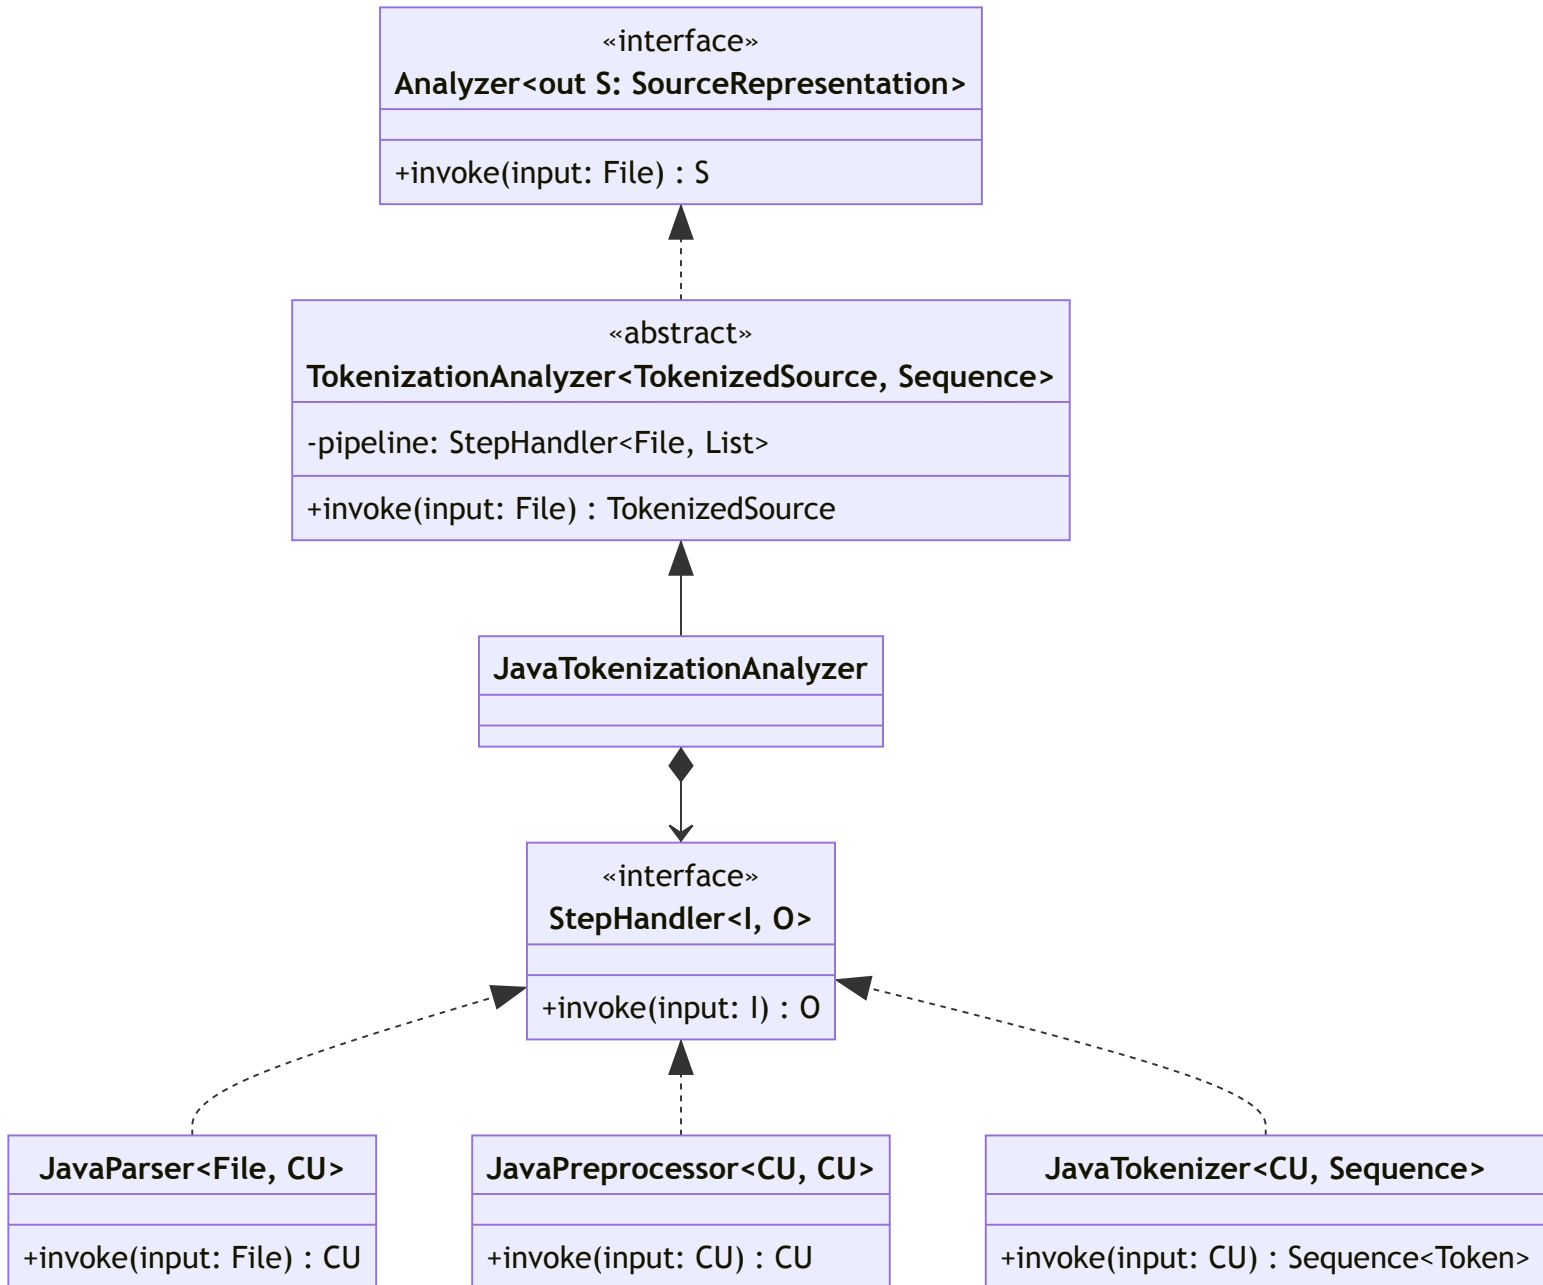 «interface»
Analyzer<out S: SourceRepresentation>
+invoke(input: File) : S
«abstract»
TokenizationAnalyzer<TokenizedSource, Sequence>
-pipeline: StepHandler<File, List>
+invoke(input: File) : TokenizedSource
JavaTokenizationAnalyzer
«interface»
StepHandler<I, O>
+invoke(input: I) : O
JavaParser<File, CU>
+invoke(input: File) : CU
JavaPreprocessor<CU, CU>
+invoke(input: CU) : CU
JavaTokenizer<CU, Sequence>
+invoke(input: CU) : Sequence<Token>